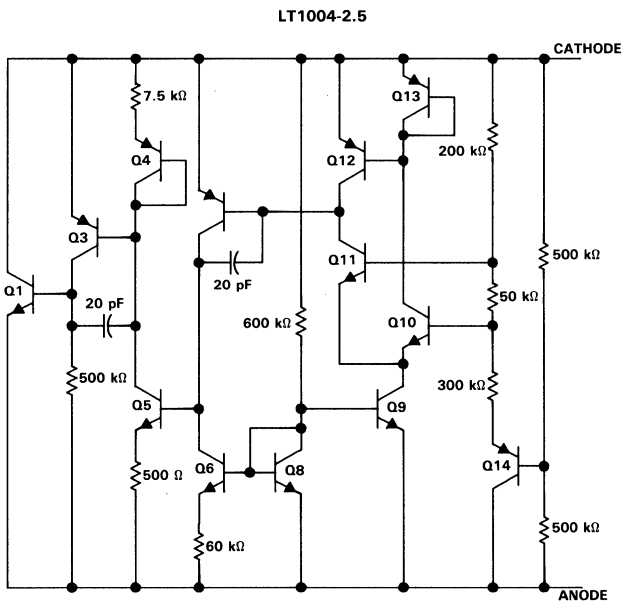 LT1004-2.5
CATHODE
Q13
7.5 kΩ
Q4
Q12
200 kΩ
Q3
Q11
500 kΩ
Q1
20 pF
20 pF
50 kΩ
600 kΩ
Q10
500 kΩ
300 kΩ
Q5
Q9
500 Ω
Q6
Q8
Q14
60 kΩ
500 kΩ
ANODE